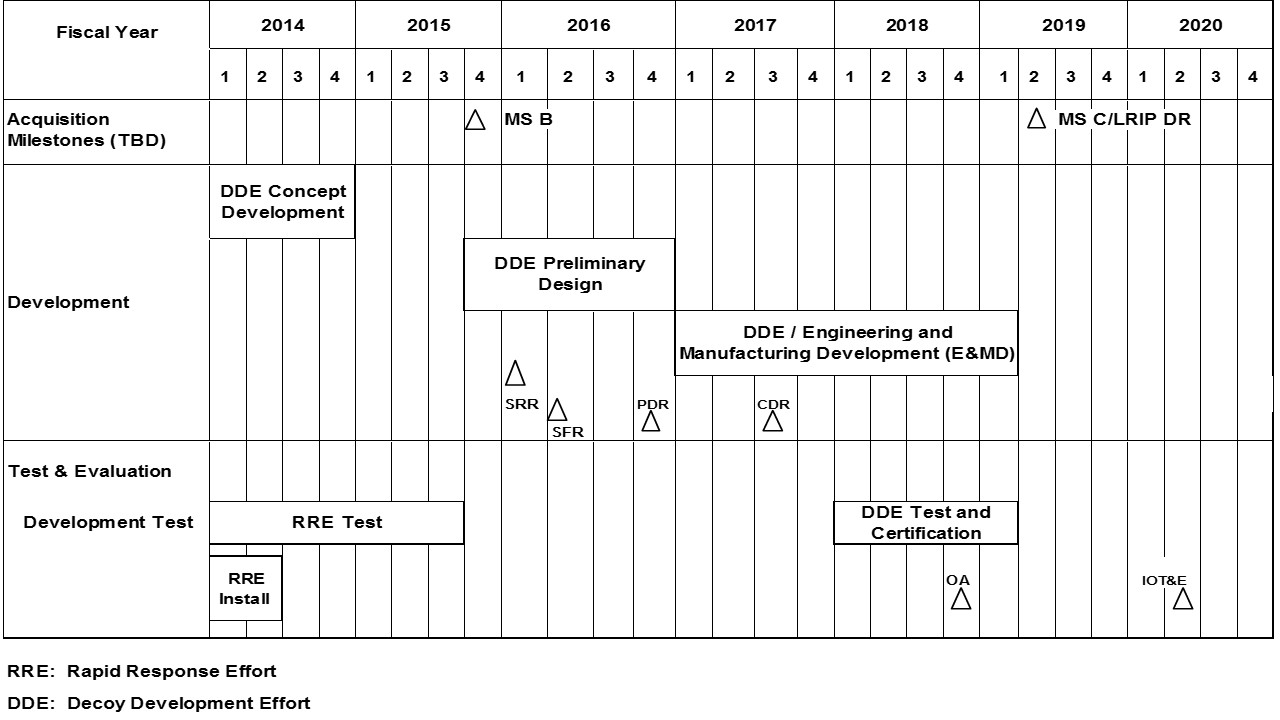 Fiscal Year 2014 2015 2016 2017 2018 2019 2020
1 2 3 4 1 2 3 4 1 2 3 4 1 2 3 4 1 2 3 4 1 2 3 4 1 2 3 4
Acquisition
Milestones (TBD)
MS B
MS C/LRIP DR
Development
DDE Concept
Development
DDE Preliminary
Design
DDE / Engineering and
Manufacturing Development (E&MD)
SRR
SFR
PDR
CDR
Test & Evaluation
Development Test
RRE Test
DDE Test and
Certification
RRE
Install
OA
IOT&E
RRE: Rapid Response Effort
DDE: Decoy Development Effort